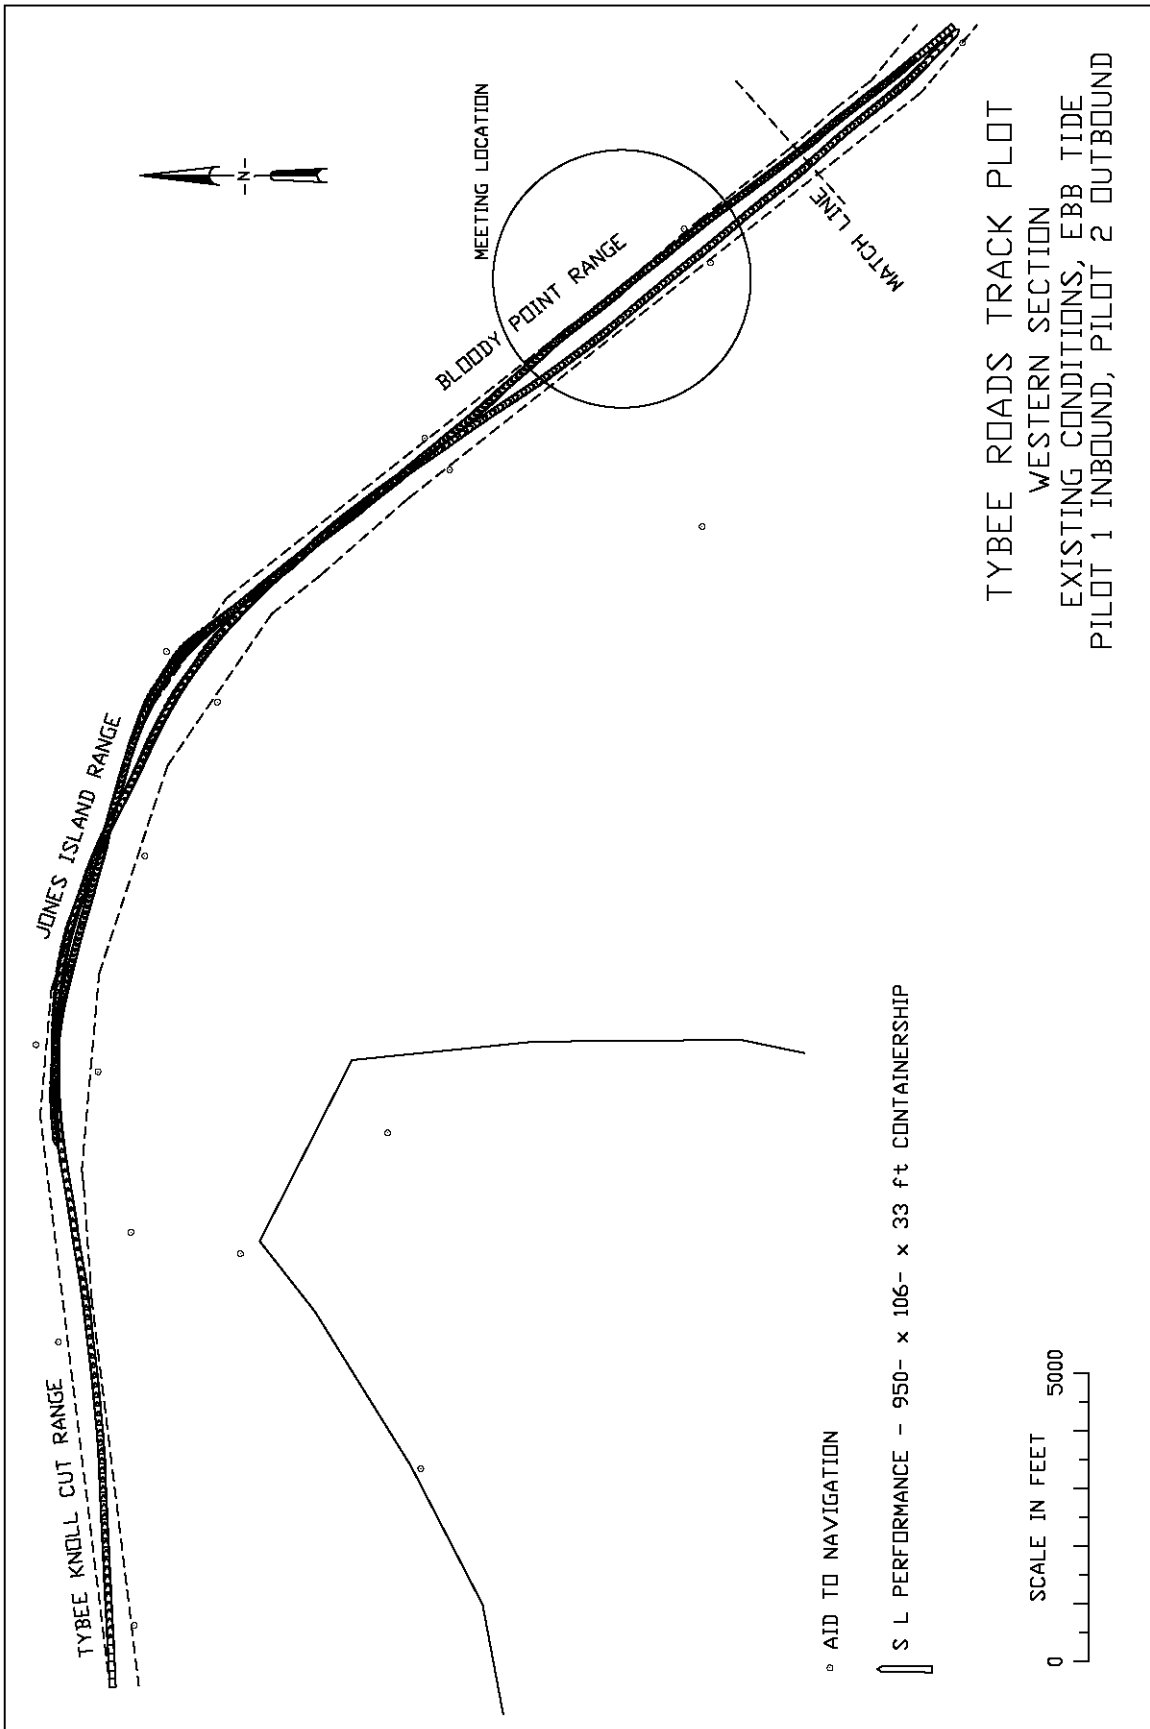 JONES ISLAND RANGE
TYBEE KNOLL CUT RANGE
BLOODY POINT RANGE
MEETING LOCATION
N
MATCH LINE
AID TO NAVIGATION
S L PERFORMANCE - 950- x 106- x 33 ft CONTAINERSHIP
SCALE IN FEET
0 5000
TYBEE ROADS TRACK PLOT
WESTERN SECTION
EXISTING CONDITIONS, EBB TIDE
PILOT 1 INBOUND, PILOT 2 OUTBOUND